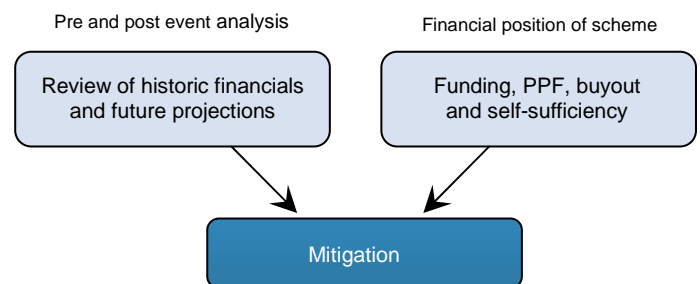 Pre and post event analysis
Financial position of scheme
Review of historic financials
and future projections
Funding, PPF, buyout
and self-sufficiency
Mitigation